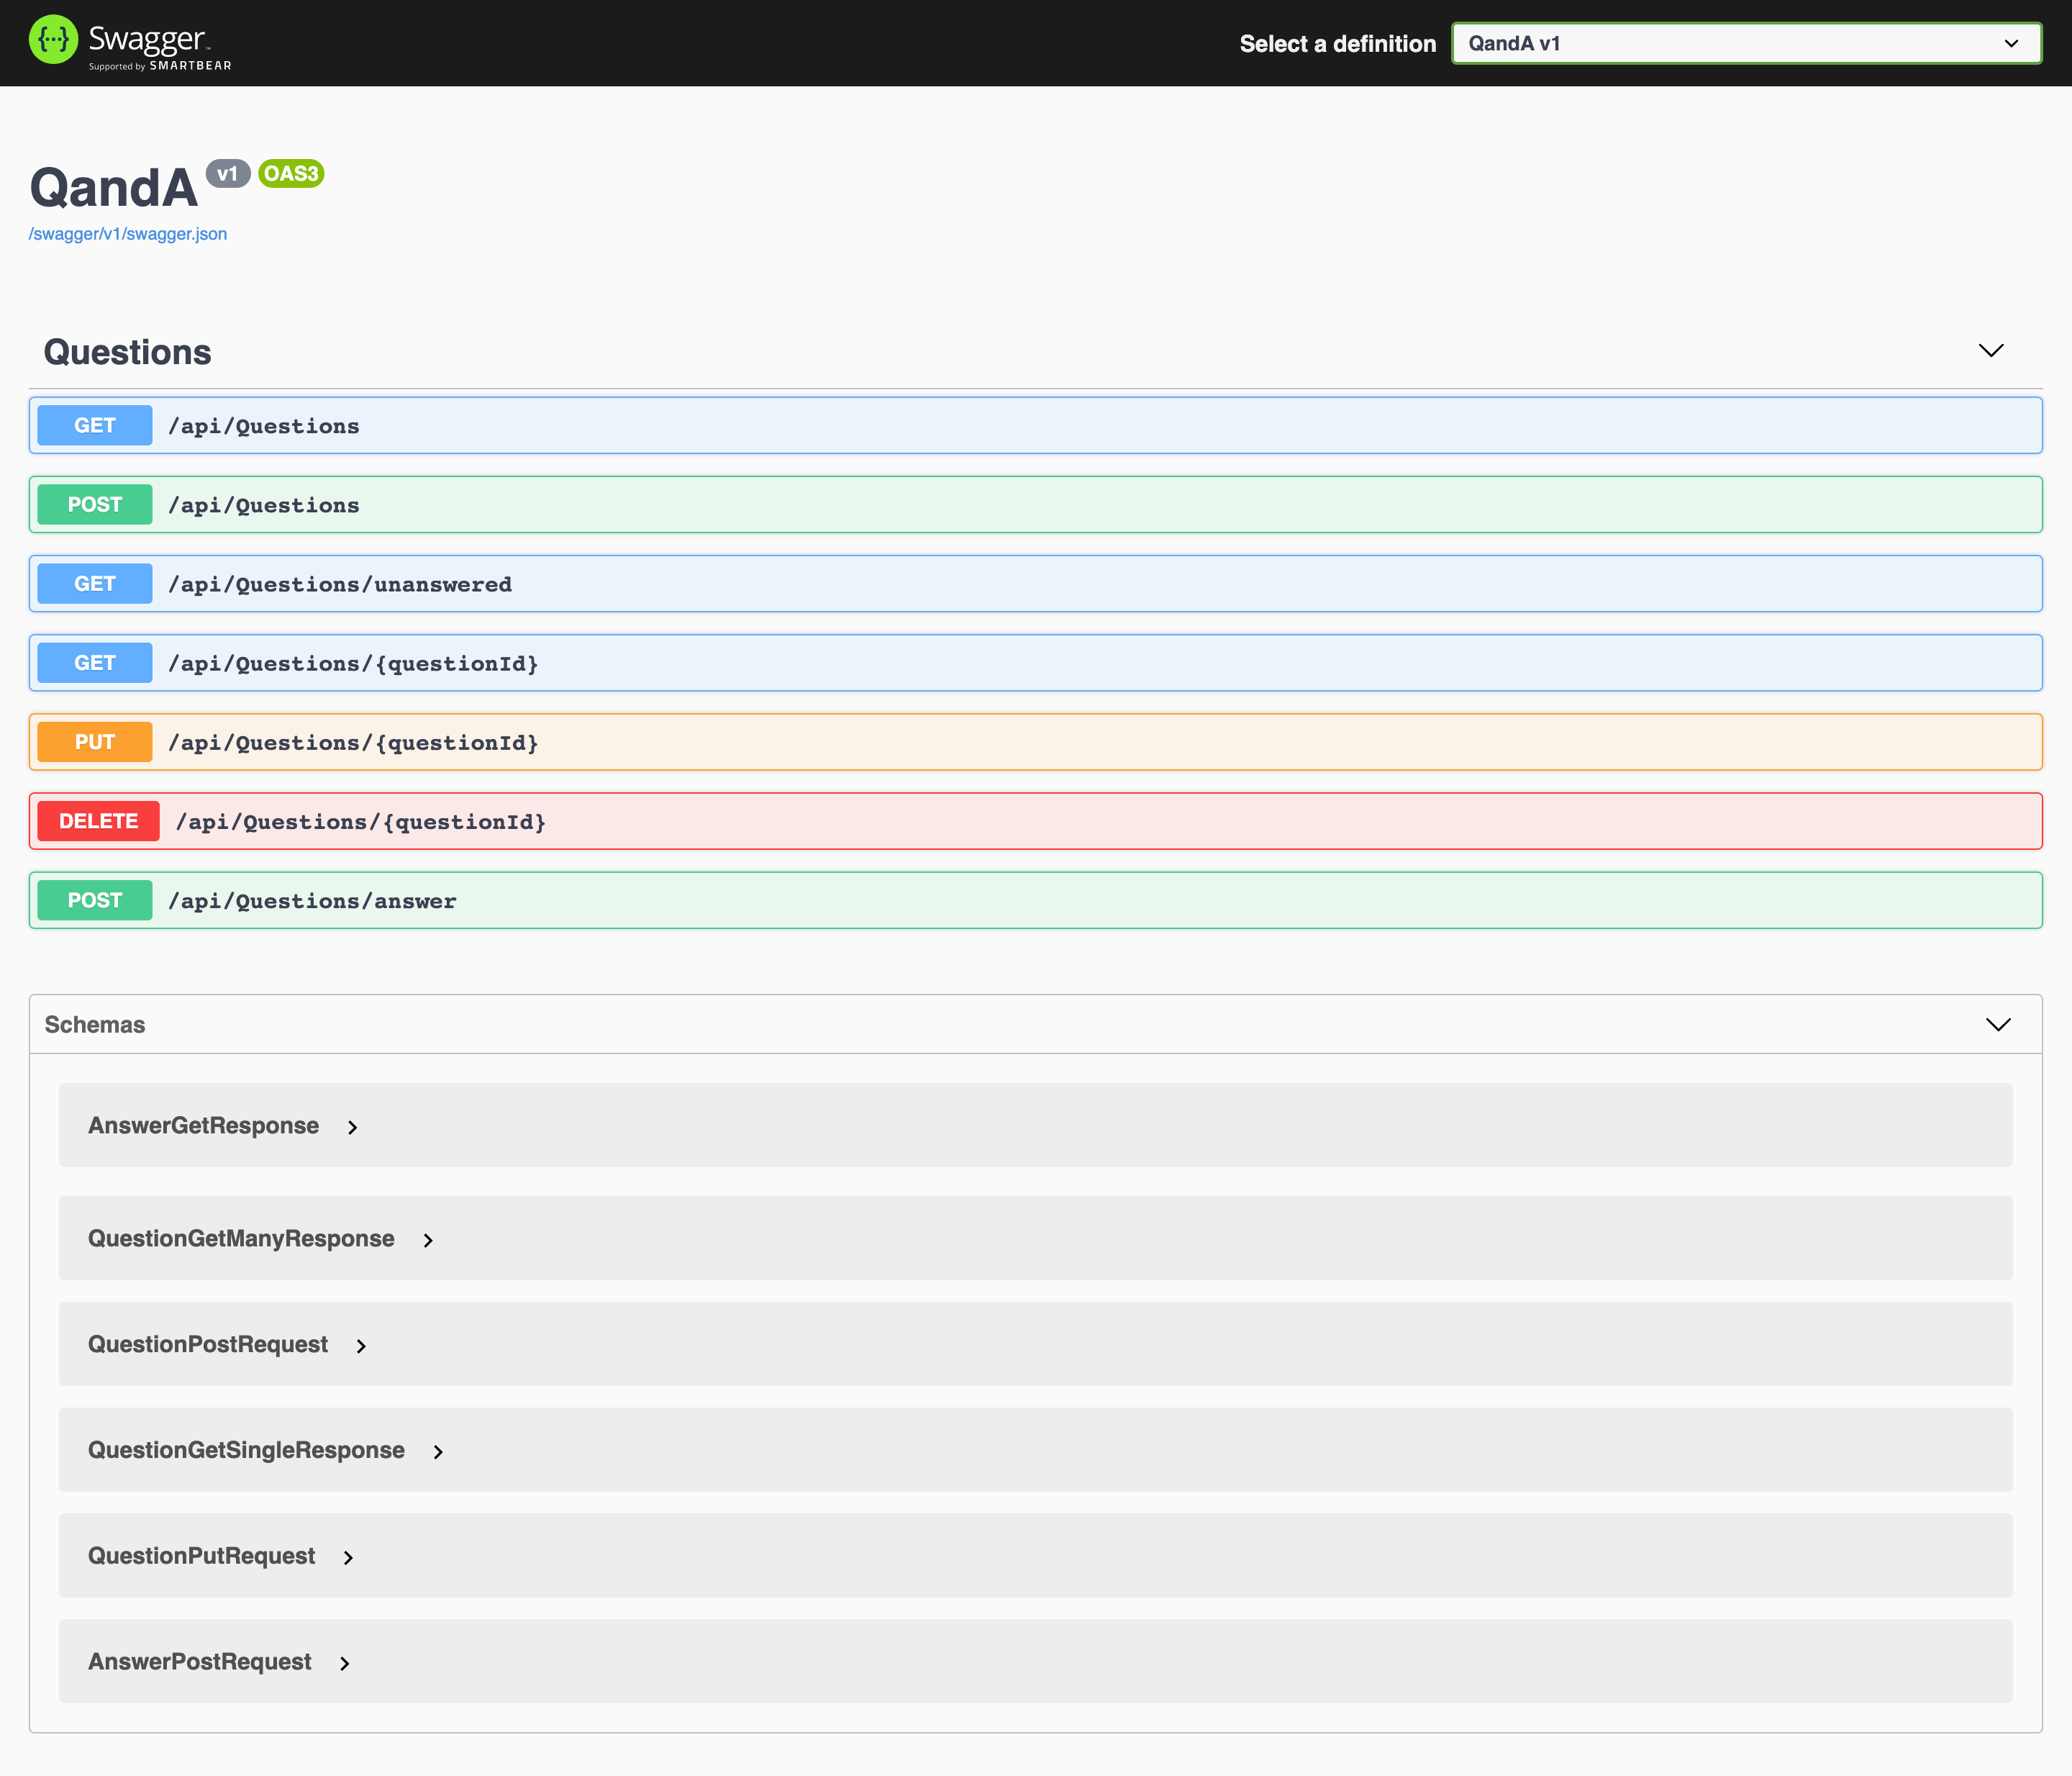 Swagger™
Supported by SMARTBEAR
Select a definition
QandA v1
QandA v1 OAS3
/swagger/v1/swagger.json
Questions
GET /api/Questions
POST /api/Questions
GET /api/Questions/unanswered
GET /api/Questions/{questionId}
PUT /api/Questions/{questionId}
DELETE /api/Questions/{questionId}
POST /api/Questions/answer
Schemas
AnswerGetResponse
QuestionGetManyResponse
QuestionPostRequest
QuestionGetSingleResponse
QuestionPutRequest
AnswerPostRequest